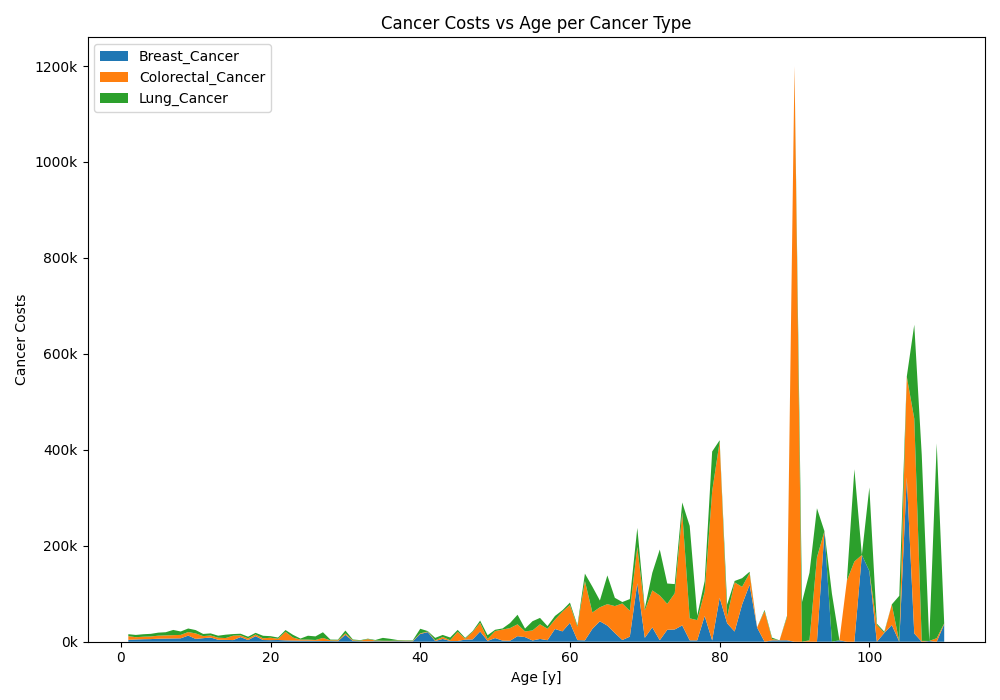 Cancer Costs vs Age per Cancer Type
Breast_Cancer
Colorectal_Cancer
Lung_Cancer
1200k
1000k
800k
600k
400k
200k
0k
Cancer Costs
0 20 40 60 80 100
Age [y]